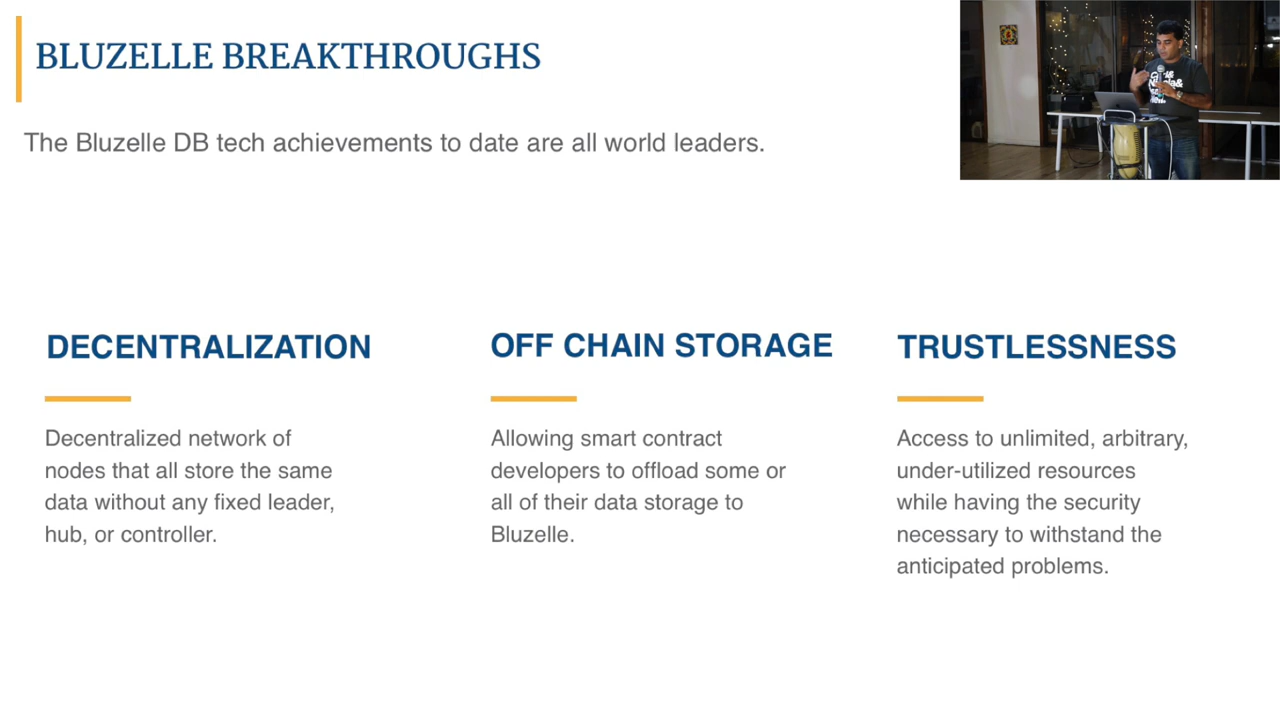 BLUZELLE BREAKTHROUGHS
The Bluzelle DB tech achievements to date are all world leaders.
DECENTRALIZATION
Decentralized network of
nodes that all store the same
data without any fixed leader,
hub, or controller.
OFF CHAIN STORAGE
Allowing smart contract
developers to offload some or
all of their data storage to
Bluzelle.
TRUSTLESSNESS
Access to unlimited, arbitrary,
under-utilized resources
while having the security
necessary to withstand the
anticipated problems.